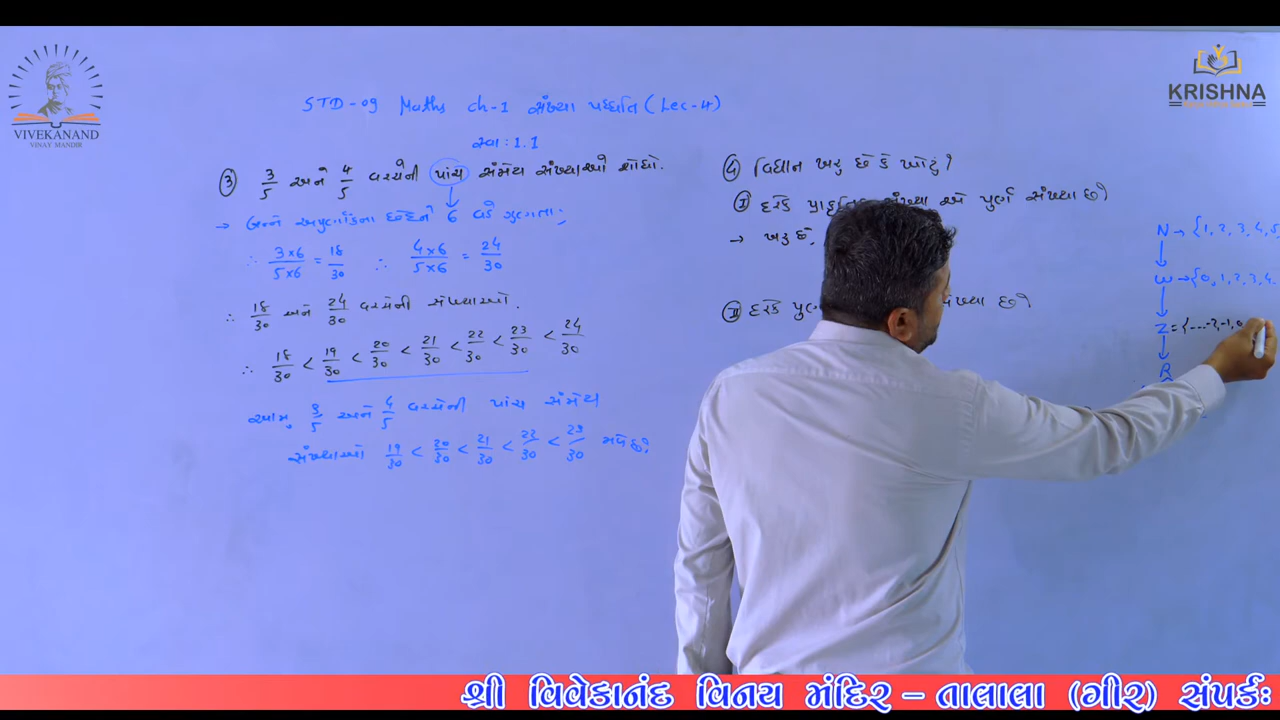 VIVEKANAND
VINAY MANDIR
KRISHNA
STD-09 Maths ch-1 સંખ્યા પધ્ધતિ (Lec-4)
સ્વા: 1.1
③ 3/5 અને 4/5 વચ્ચેની પાંચ સંમેય સંખ્યાઓ શોધો.
→ બન્ને અપુર્ણાંકના છેદને 6 વડે ગુણતા;
∴ 3×6/5×6 = 18/30 ∴ 4×6/5×6 = 24/30
∴ 18/30 અને 24/30 વચ્ચેની સંખ્યાઓ.
∴ 18/30 < 19/30 < 20/30 < 21/30 < 22/30 < 23/30 < 24/30
આમ, 3/5 અને 4/5 વચ્ચેની પાંચ સંમેય
સંખ્યાઓ 19/30 < 20/30 < 21/30 < 22/30 < 23/30 મળે છે.
④ વિધાન ખરુ છે કે ખોટું?
Ⅰ દરેક પ્રાકૃતિક સંખ્યા એ પુર્ણ સંખ્યા છે
→ ખરુ છે.
Ⅱ દરેક સંખ્યા છે?
N → {1, 2, 3, 4, 5
W → {0, 1, 2, 3, 4.
Z = {....-2, -1, 0
R
શ્રી વિવેકાનંદ વિનય મંદિર – તાલાલા (ગીર) સંપર્કઃ